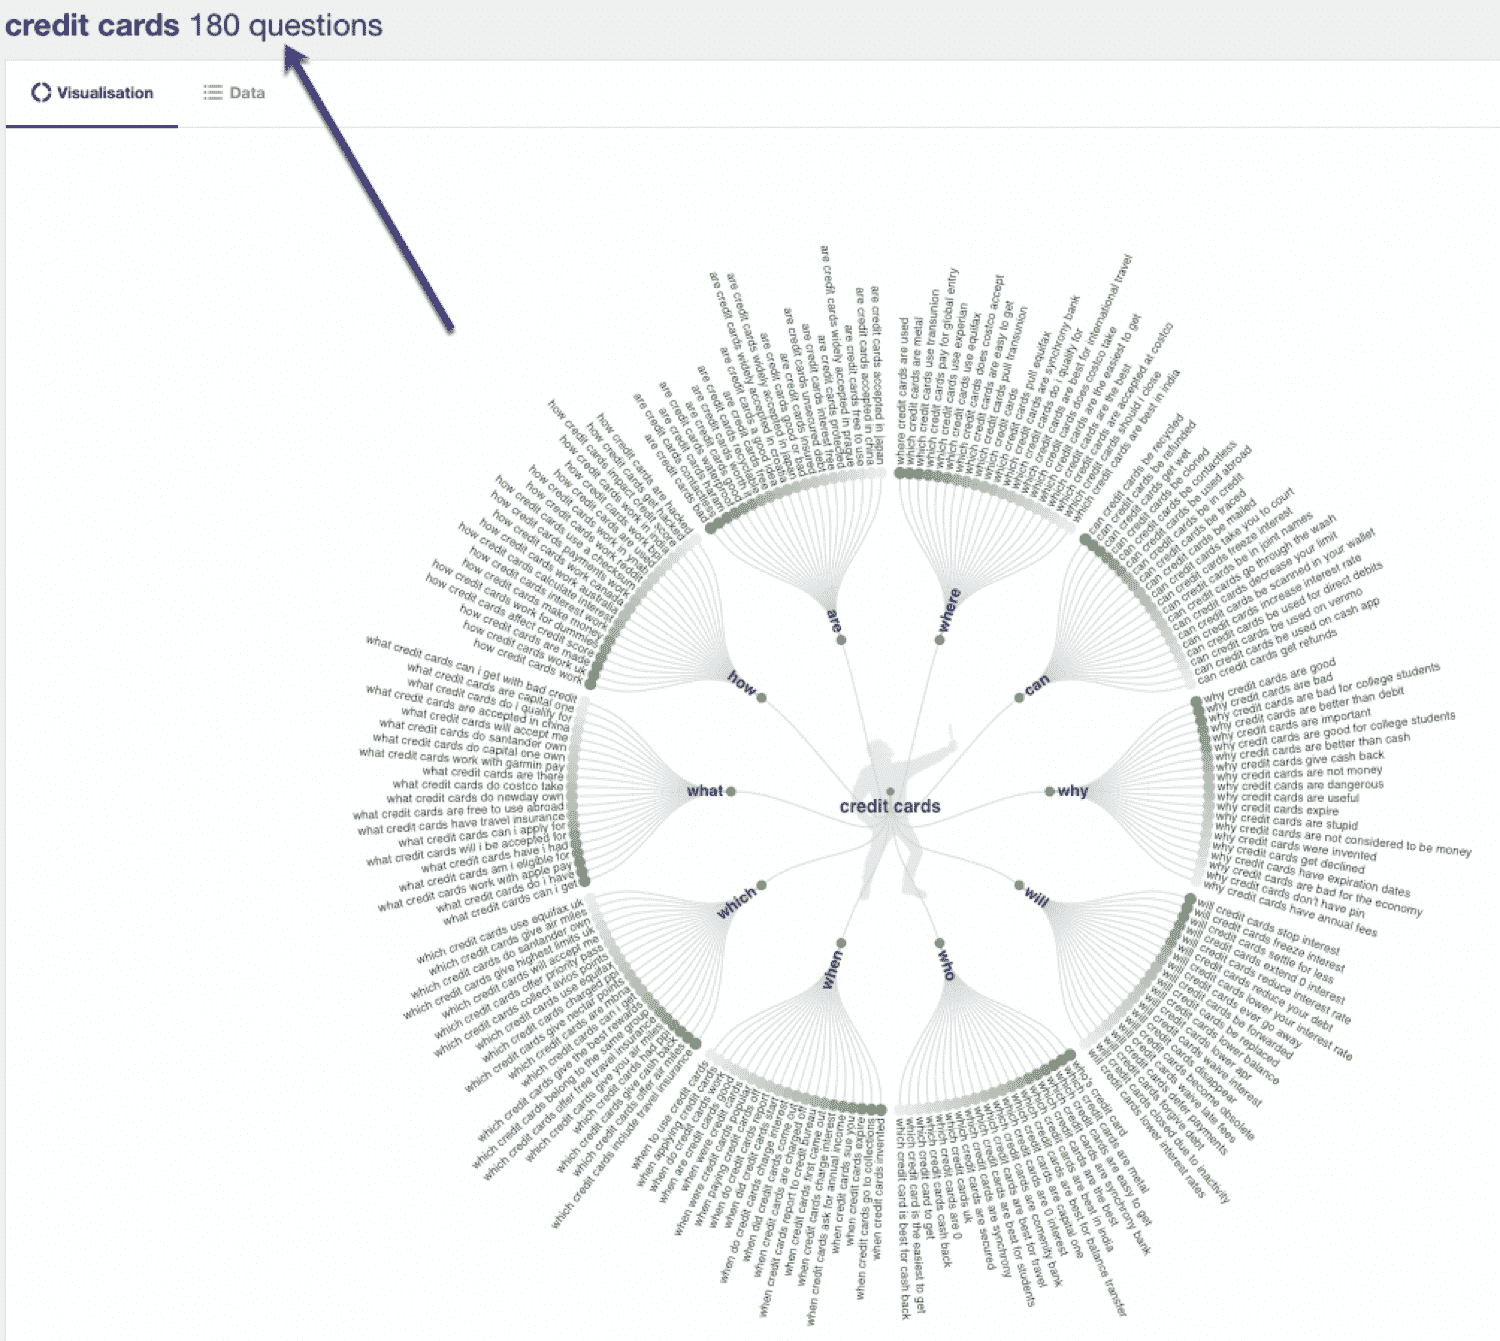 credit cards 180 questions
Visualisation
Data
credit cards
are
where
can
why
will
who
when
which
what
how
are credit cards accepted in japan
are credit cards accepted in china
are credit cards free to use
are credit cards widely accepted in prague
are credit cards protected
are credit cards interest free
are credit cards unsecured debt
are credit cards insured
are credit cards good or bad
are credit cards widely accepted in japan
are credit cards widely accepted in croatia
are credit cards free
are credit cards a good idea
are credit cards recyclable
are credit cards worth it
are credit cards good
are credit cards waterproof
are credit cards haram
are credit cards contactless
are credit cards bad
where credit cards are used
which credit cards are metal
which credit cards use transunion
which credit cards pay for global entry
which credit cards use experian
which credit cards use equifax
which credit cards does costco accept
which credit cards are easy to get
which credit cards pull transunion
which credit cards
which credit cards pull equifax
which credit cards are synchrony bank
which credit cards do i qualify for
which credit cards are best for international travel
which credit cards does costco take
which credit cards are the easiest to get
which credit cards are the best
which credit cards are accepted at costco
which credit cards should i close
which credit cards are best in india
can credit cards be recycled
can credit cards be refunded
can credit cards get wet
can credit cards be cloned
can credit cards be contactless
can credit cards be used abroad
can credit cards be in credit
can credit cards be traced
can credit cards be mailed
can credit cards take you to court
can credit cards freeze interest
can credit cards be in joint names
can credit cards go through the wash
can credit cards decrease your limit
can credit cards be scanned in your wallet
can credit cards increase interest rate
can credit cards be used for direct debits
can credit cards be used on venmo
can credit cards be used on cash app
can credit cards get refunds
why credit cards are good
why credit cards are bad
why credit cards are bad for college students
why credit cards are better than debit
why credit cards are important
why credit cards are good for college students
why credit cards are better than cash
why credit cards give cash back
why credit cards are not money
why credit cards are dangerous
why credit cards are useful
why credit cards expire
why credit cards are stupid
why credit cards are not considered to be money
why credit cards were invented
why credit cards get declined
why credit cards have expiration dates
why credit cards are bad for the economy
why credit cards don't have pin
why credit cards have annual fees
will credit cards stop interest
will credit cards freeze interest
will credit cards settle for less
will credit cards extend 0 interest
will credit cards reduce interest rate
will credit cards reduce your debt
will credit cards lower your interest rate
will credit cards ever go away
will credit cards be forwarded
will credit cards be replaced
will credit cards lower balance
will credit cards lower apr
will credit cards waive interest
will credit cards disappear
will credit cards become obsolete
will credit cards waive late fees
will credit cards defer payments
will credit cards forgive debt
will credit cards closed due to inactivity
will credit cards lower interest rates
who's credit card
which credit cards are metal
which credit cards are easy to get
which credit cards are synchrony bank
which credit cards are the best
which credit cards are best in india
which credit cards are best for balance transfer
which credit cards are capital one
which credit cards are 0 interest
which credit cards are comenity bank
which credit cards are best for travel
which credit cards are best for students
which credit cards are synchrony
which credit cards are secured
which credit cards uk
which credit cards are 0
which credit cards cash back
which credit card to get
which credit card is the easiest to get
which credit card is best for cash back
when credit cards invented
when credit cards go to collections
when credit cards expire
when credit cards sue you
when credit cards ask for annual income
when credit cards charge interest
when credit cards first came out
when credit cards report to credit bureau
when credit cards are charged off
when did credit cards come out
when do credit cards charge interest
when did credit cards start
when do credit cards report
when paying credit cards off
when were credit cards popular
when were credit cards
when are credit cards good
when do credit cards work
when applying credit cards
when to use credit cards
which credit cards use equifax uk
which credit cards give air miles
which credit cards do santander own
which credit cards give highest limits uk
which credit cards will accept me
which credit cards offer priority pass
which credit cards collect avios points
which credit cards use equifax
which credit cards charged ppi
which credit cards give nectar points
which credit cards are mbna
which credit cards can i get
which credit cards give the best rewards
which credit cards belong to the same group
which credit cards offer free travel insurance
which credit cards give you air miles
which credit cards had ppi
which credit cards give cash back
which credit cards offer air miles
which credit cards include travel insurance
what credit cards can i get with bad credit
what credit cards are capital one
what credit cards do i qualify for
what credit cards are accepted in china
what credit cards will accept me
what credit cards do santander own
what credit cards do capital one own
what credit cards work with garmin pay
what credit cards are there
what credit cards do costco take
what credit cards do newday own
what credit cards are free to use abroad
what credit cards have travel insurance
what credit cards can i apply for
what credit cards will i be accepted for
what credit cards have i had
what credit cards am i eligible for
what credit cards work with apple pay
what credit cards do i have
what credit cards can i get
how credit cards are hacked
how credit cards get hacked
how credit cards impact credit score
how credit cards work in india
how credit cards work bpi
how credit cards are used
how credit cards work in ynab
how credit cards work reddit
how credit cards use a checksum
how credit cards payments work
how credit cards work canada
how credit cards work australia
how credit cards calculate interest
how credit cards interest work
how credit cards make money
how credit cards work for dummies
how credit cards affect credit score
how credit cards are made
how credit cards work uk
how credit cards work